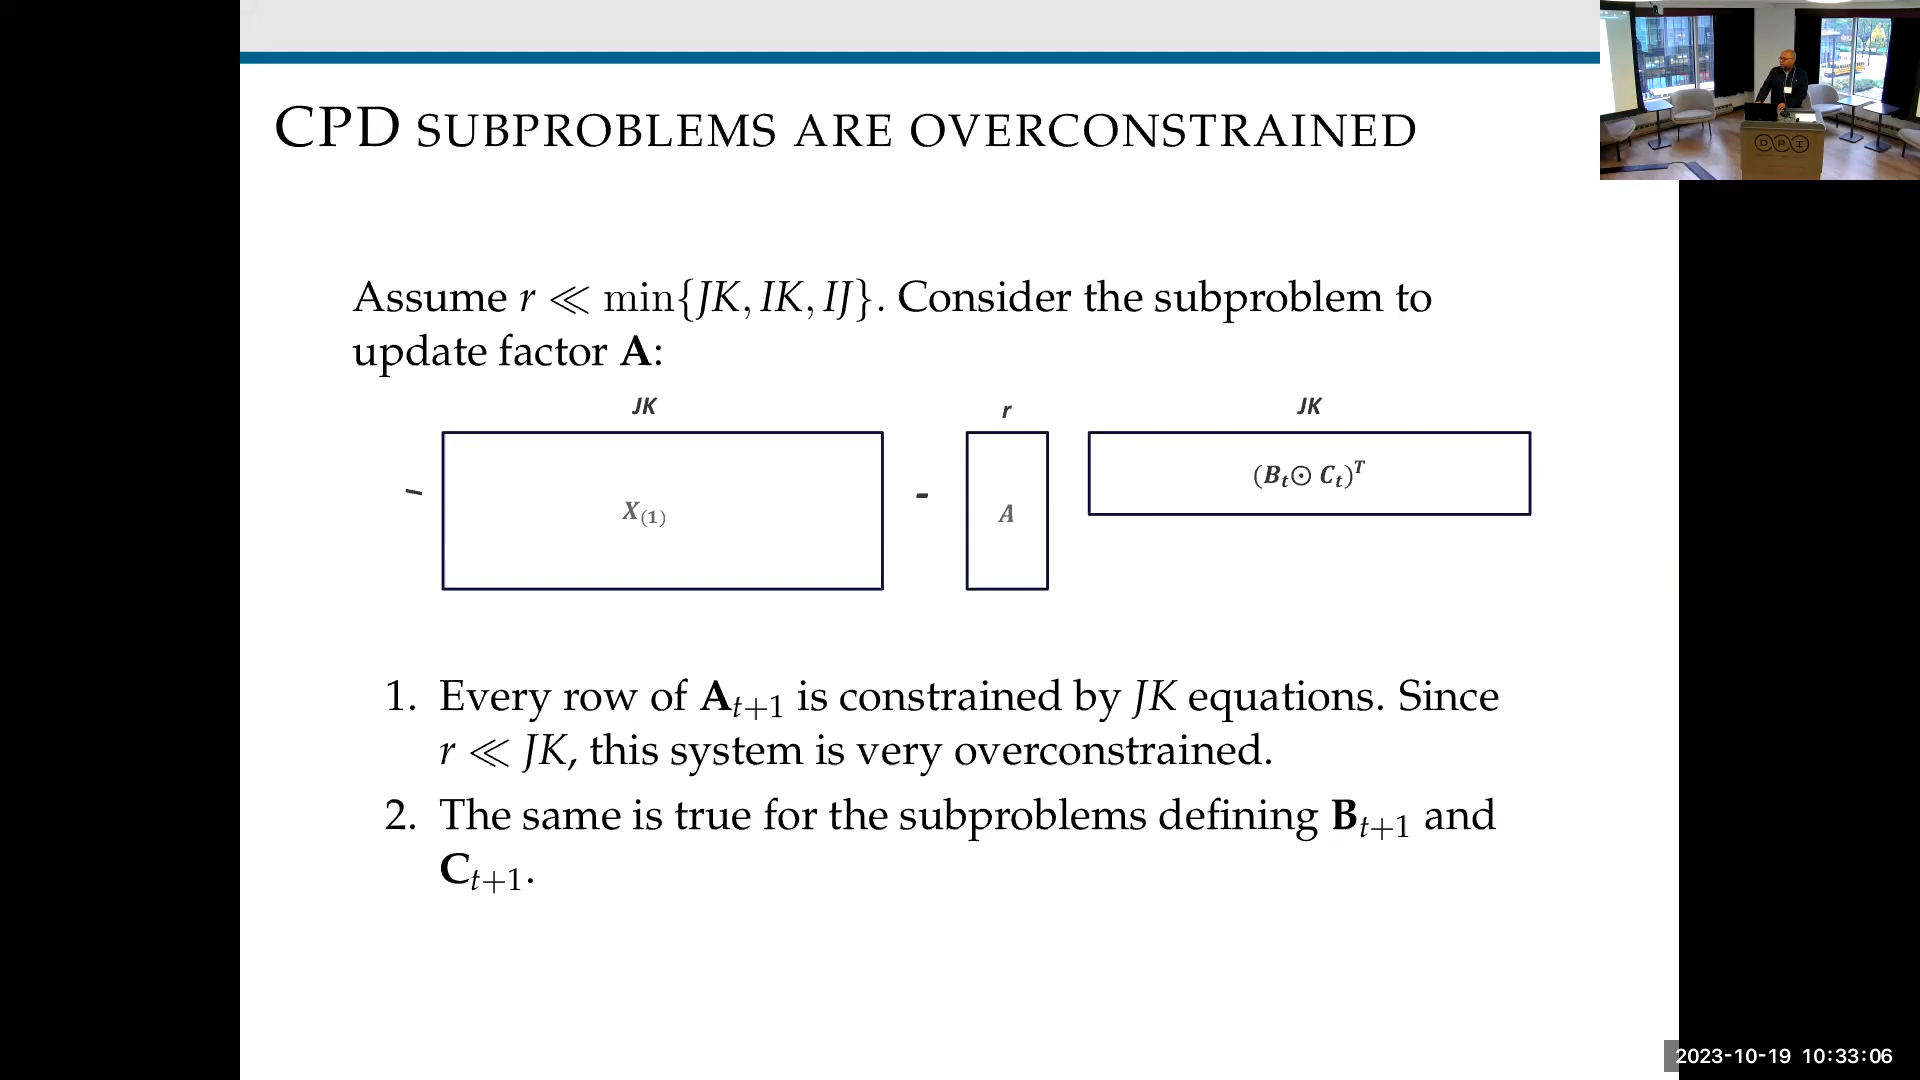 CPD SUBPROBLEMS ARE OVERCONSTRAINED
Assume r ≪ min{JK, IK, IJ}. Consider the subproblem to
update factor A:
JK
r
JK
X₍₁₎
-
A
(Bₜ⊙ Cₜ)ᵀ
1. Every row of Aₜ₊₁ is constrained by JK equations. Since
r ≪ JK, this system is very overconstrained.
2. The same is true for the subproblems defining Bₜ₊₁ and
Cₜ₊₁.
DPI
2023-10-19 10:33:06